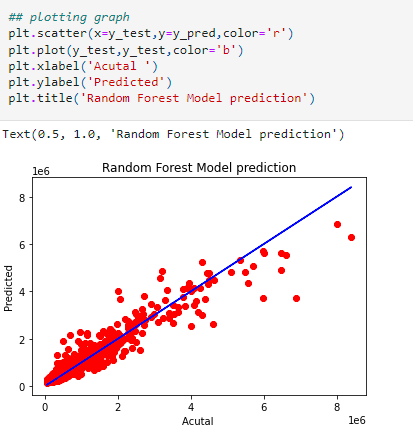 ## plotting graph
plt.scatter(x=y_test,y=y_pred,color='r')
plt.plot(y_test,y_test,color='b')
plt.xlabel('Acutal ')
plt.ylabel('Predicted')
plt.title('Random Forest Model prediction')
Text(0.5, 1.0, 'Random Forest Model prediction')
1e6
Random Forest Model prediction
8
6
4
2
0
Predicted
0 2 4 6 8
1e6
Acutal